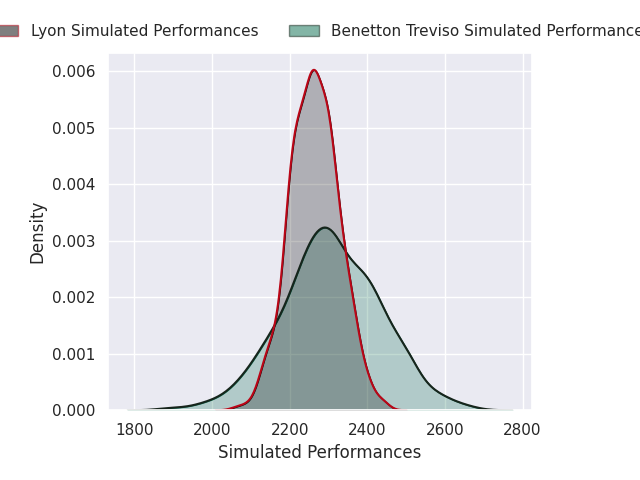 Lyon Simulated Performances
Benetton Treviso Simulated Performance
0.006
0.005
0.004
0.003
0.002
0.001
0.000
Density
1800 2000 2200 2400 2600 2800
Simulated Performances